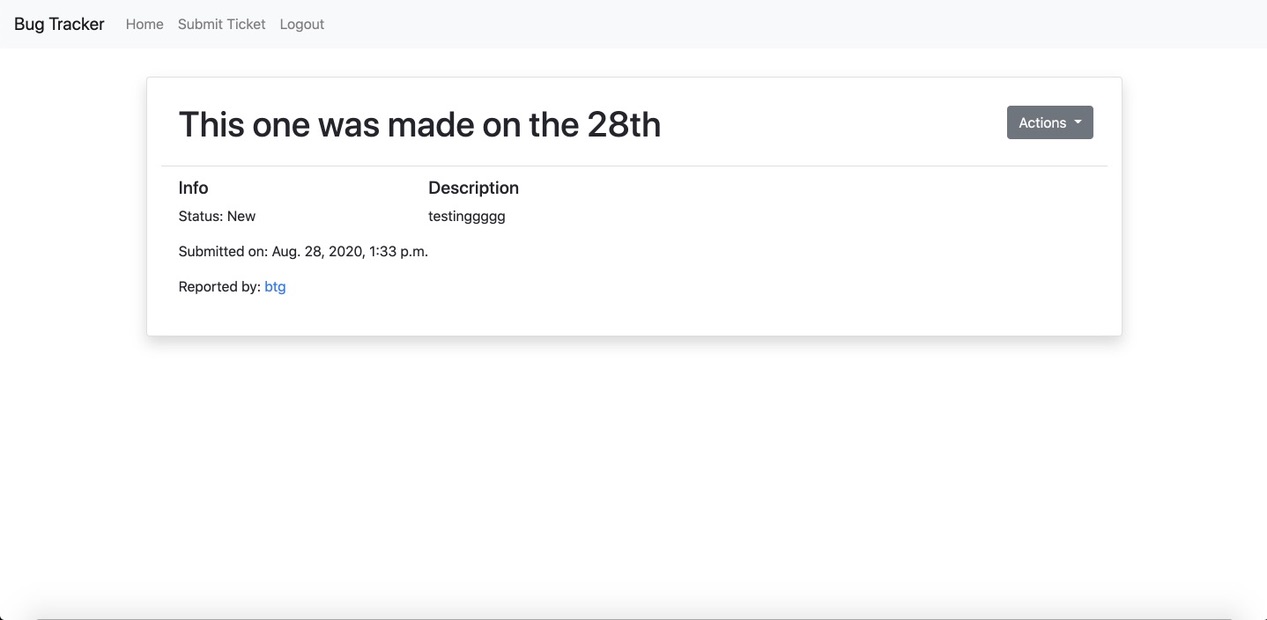 Bug Tracker Home Submit Ticket Logout
This one was made on the 28th
Actions
Info
Status: New
Submitted on: Aug. 28, 2020, 1:33 p.m.
Reported by: btg
Description
testinggggg